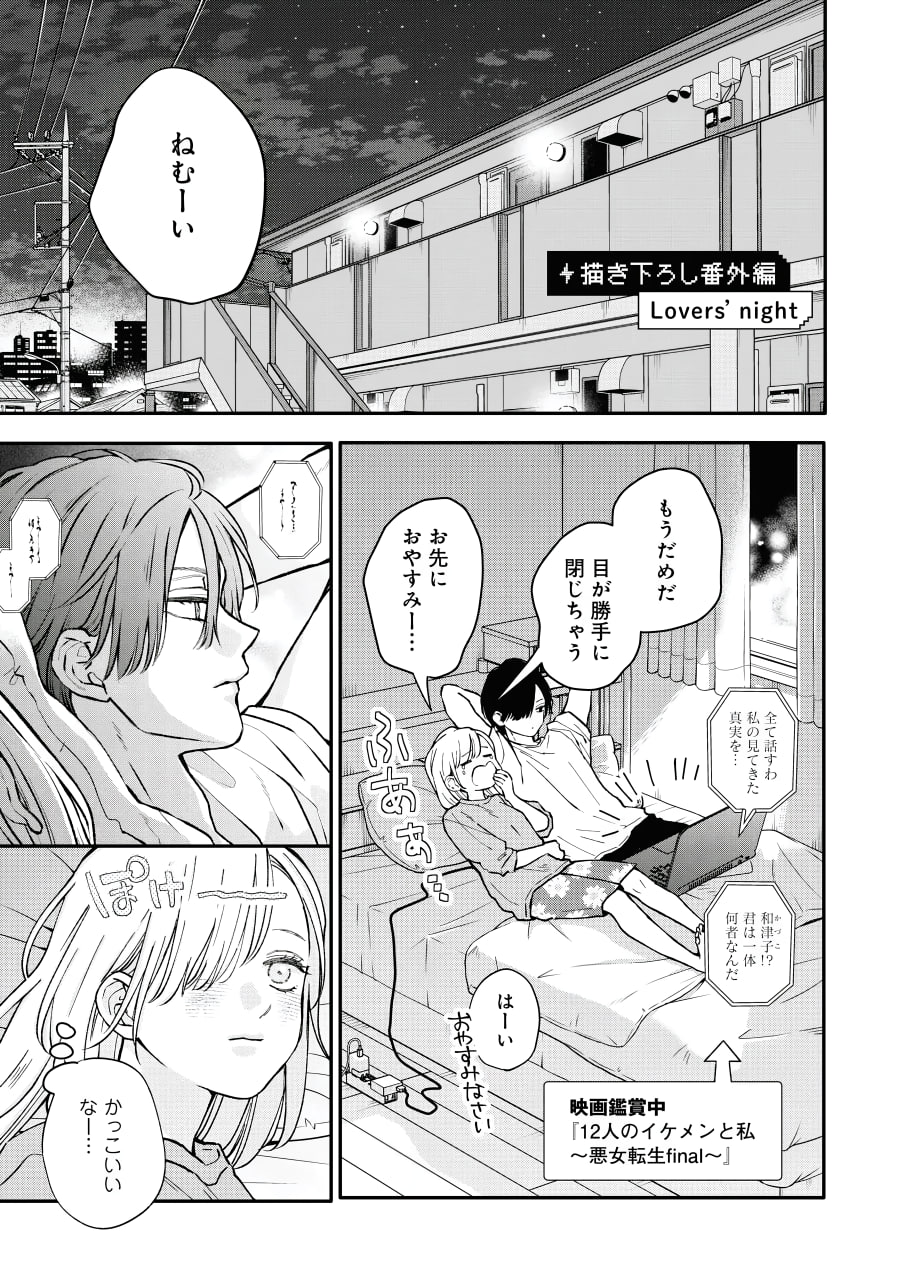 ねむーい
描き下ろし番外編
Lovers’ night
全て話すわ
私の見てきた
真実を…
もうだめだ
目が勝手に
閉じちゃう
お先に
おやすみー…
ふぁあぁ…
和津子!?
かづこ
君は一体
何者なんだ
はーい
おやすみなさい
映画鑑賞中
『12人のイケメンと私
〜悪女転生final〜』
ぽけーーー
かっこいい
なー…